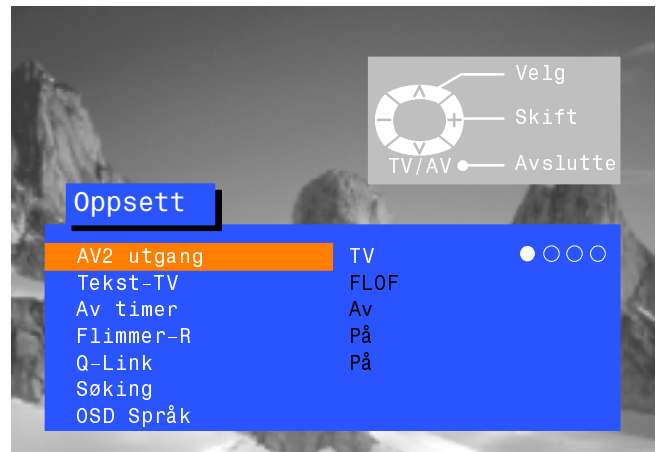 Velg
Skift
TV/AV Avslutte
Oppsett
AV2 utgang TV
Tekst-TV FLOF
Av timer Av
Flimmer-R På
Q-Link På
Søking
OSD Språk